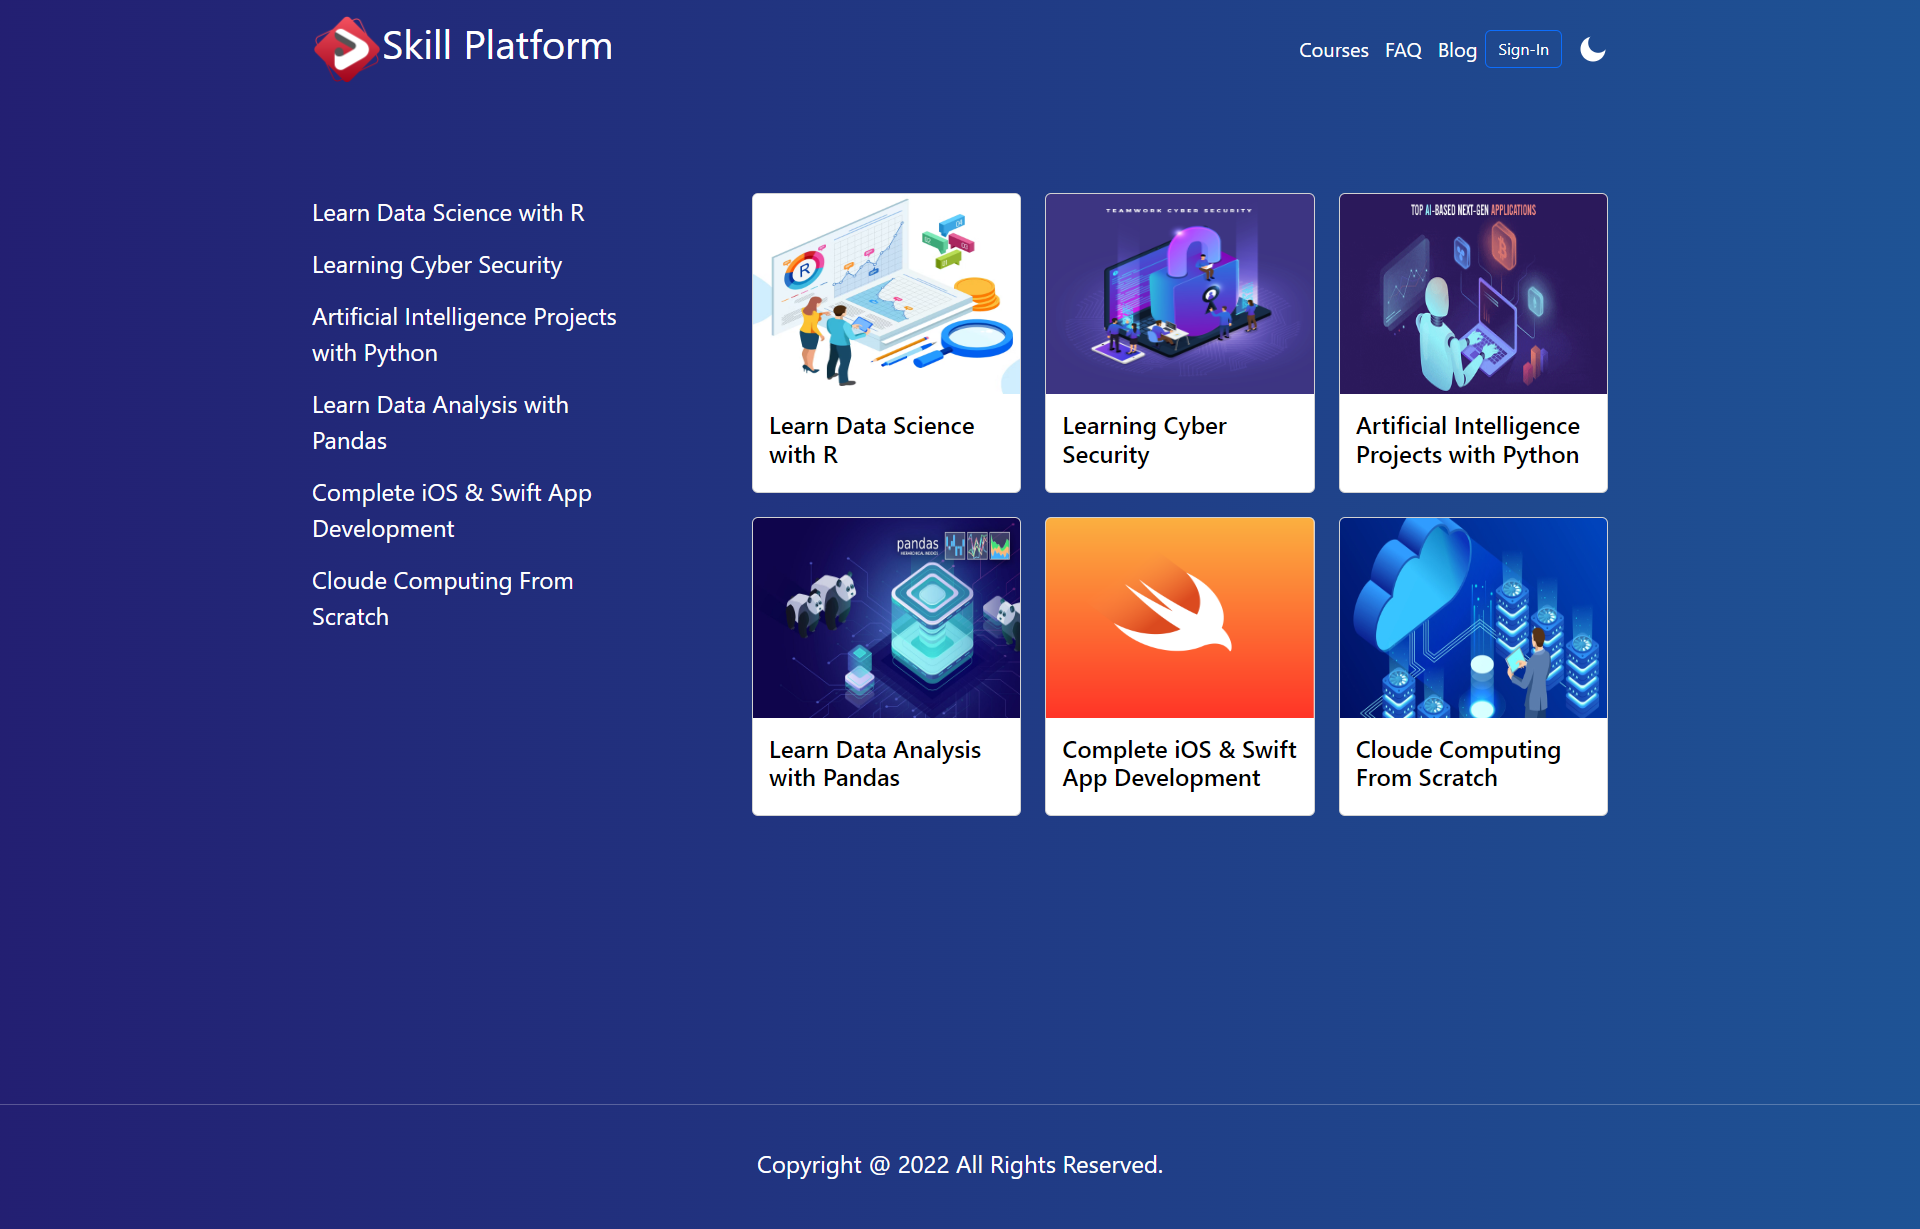 Skill Platform
Courses FAQ Blog Sign-In
Learn Data Science with R
Learning Cyber Security
Artificial Intelligence Projects
with Python
Learn Data Analysis with
Pandas
Complete iOS & Swift App
Development
Cloude Computing From
Scratch
R
Learn Data Science
with R
TEAMWORK CYBER SECURITY
Learning Cyber
Security
TOP AI-BASED NEXT-GEN APPLICATIONS
Artificial Intelligence
Projects with Python
pandas
Learn Data Analysis
with Pandas
Complete iOS & Swift
App Development
Cloude Computing
From Scratch
Copyright @ 2022 All Rights Reserved.